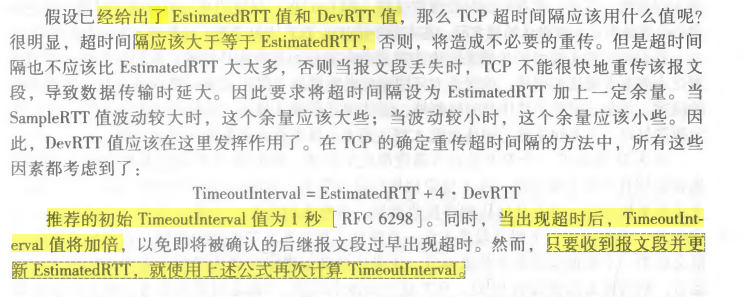 假设已经给出了 EstimatedRTT 值和 DevRTT 值，那么 TCP 超时间隔应该用什么值呢？
很明显，超时间隔应该大于等于 EstimatedRTT，否则，将造成不必要的重传。但是超时间
隔也不应该比 EstimatedRTT 大太多，否则当报文段丢失时，TCP 不能很快地重传该报文
段，导致数据传输时延大。因此要求将超时间隔设为 EstimatedRTT 加上一定余量。当
SampleRTT 值波动较大时，这个余量应该大些；当波动较小时，这个余量应该小些。因
此，DevRTT 值应该在这里发挥作用了。在 TCP 的确定重传超时间隔的方法中，所有这些
因素都考虑到了：
TimeoutInterval = EstimatedRTT + 4 · DevRTT
推荐的初始 TimeoutInterval 值为 1 秒 [RFC 6298]。同时，当出现超时后，TimeoutInt-
erval 值将加倍，以免即将被确认的后继报文段过早出现超时。然而，只要收到报文段并更
新 EstimatedRTT，就使用上述公式再次计算 TimeoutInterval。